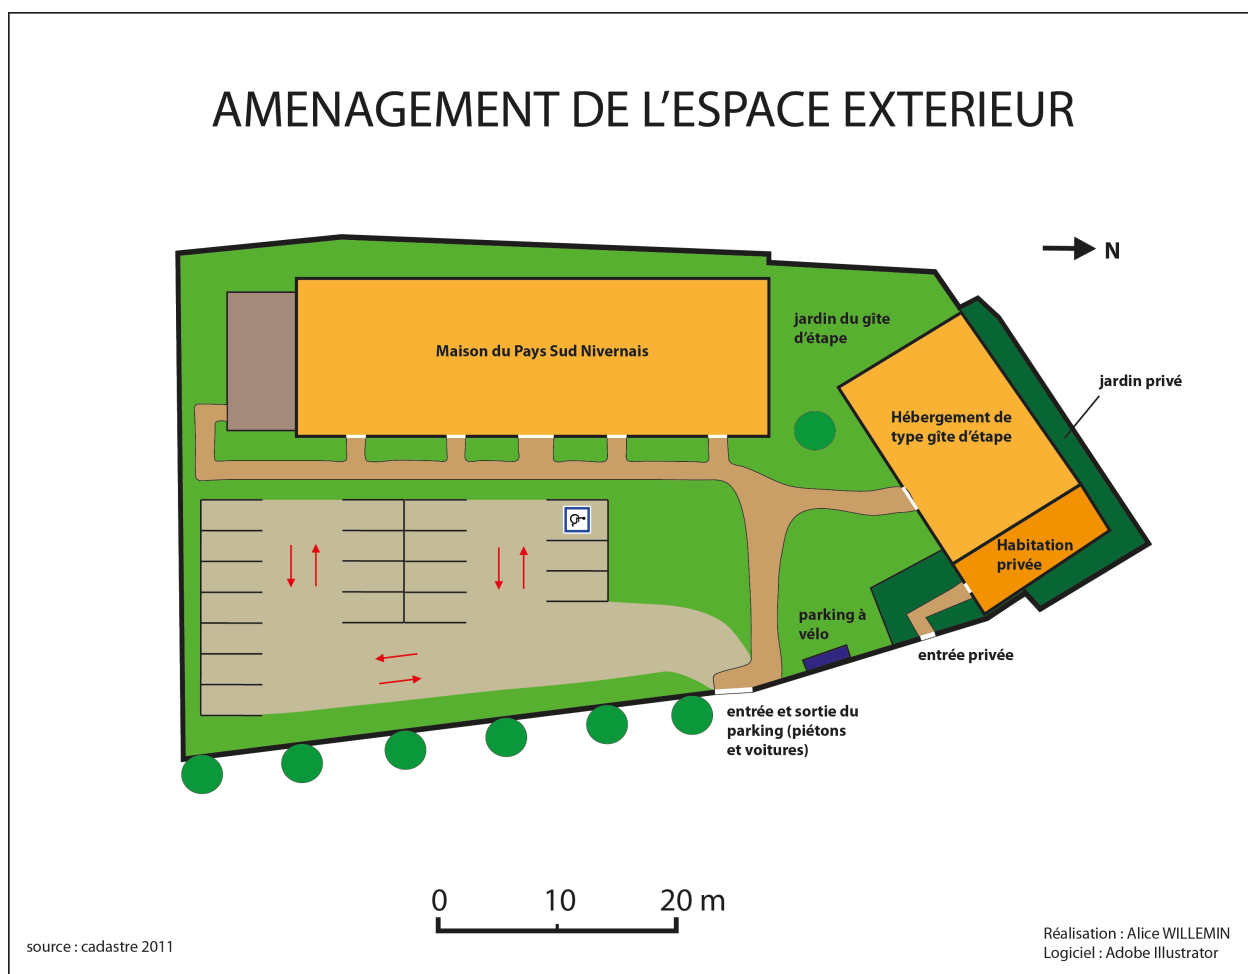 AMENAGEMENT DE L'ESPACE EXTERIEUR
N
jardin du gîte
d'étape
Maison du Pays Sud Nivernais
jardin privé
Hébergement de
type gîte d'étape
Habitation
privée
parking à
vélo
entrée privée
entrée et sortie du
parking (piétons
et voitures)
0 10 20 m
source : cadastre 2011
Réalisation : Alice WILLEMIN
Logiciel : Adobe Illustrator